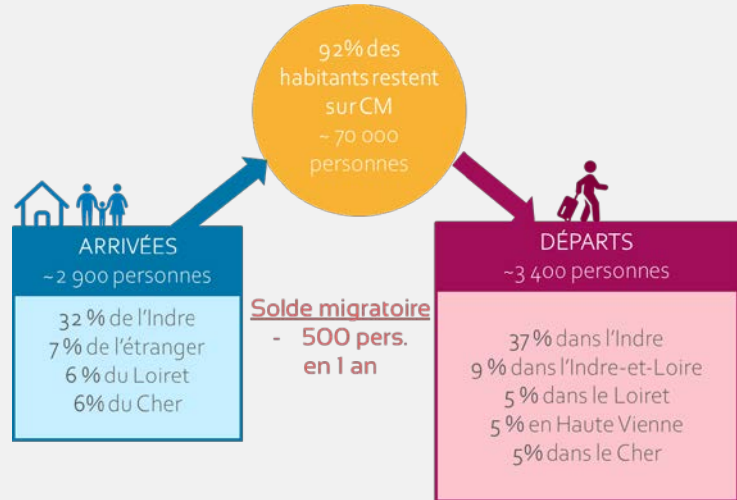 92% des
habitants restent
sur CM
~ 70 000
personnes
ARRIVÉES
~2 900 personnes
32 % de l'Indre
7 % de l'étranger
6 % du Loiret
6% du Cher
Solde migratoire
- 500 pers.
en 1 an
DÉPARTS
~3 400 personnes
37 % dans l'Indre
9 % dans l'Indre-et-Loire
5 % dans le Loiret
5 % en Haute Vienne
5% dans le Cher